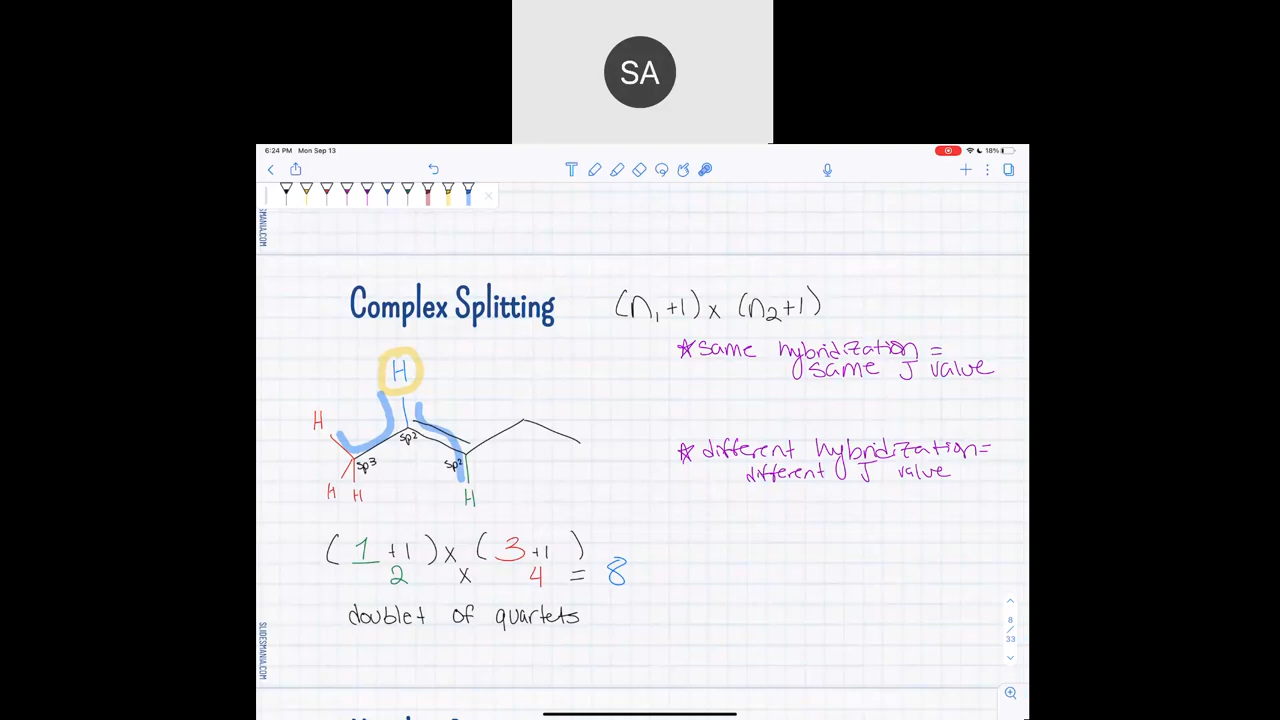 SA
6:24 PM Mon Sep 13
18%
T
SMANIA.COM
Complex Splitting
(n₁+1) x (n₂+1)
*same hybridization =
same J value
H
H
sp2
sp3
sp2
*different hybridization=
different J value
H H
H
(1 +1) x (3+1)
2 x 4 = 8
doublet of quartets
8
/
33
SLIDESMANIA.COM